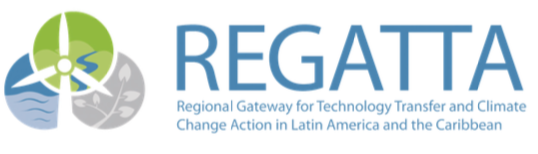 REGATTA
Regional Gateway for Technology Transfer and Climate
Change Action in Latin America and the Caribbean